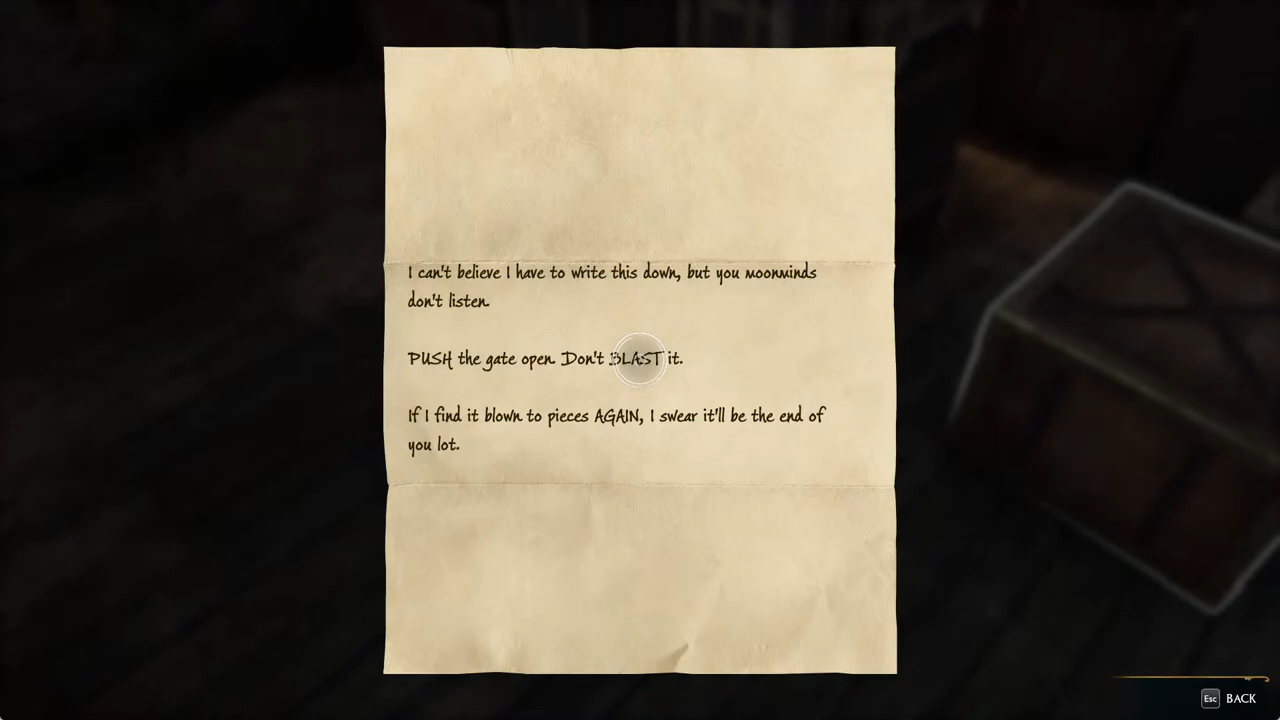 I can't believe I have to write this down, but you moonminds
don't listen.
PUSH the gate open. Don't BLAST it.
If I find it blown to pieces AGAIN, I swear it'll be the end of
you lot.
Esc BACK